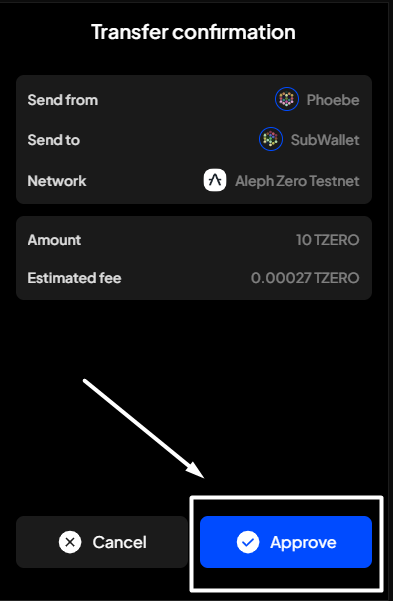 Transfer confirmation
Send from Phoebe
Send to SubWallet
Network Aleph Zero Testnet
Amount 10 TZERO
Estimated fee 0.00027 TZERO
Cancel Approve